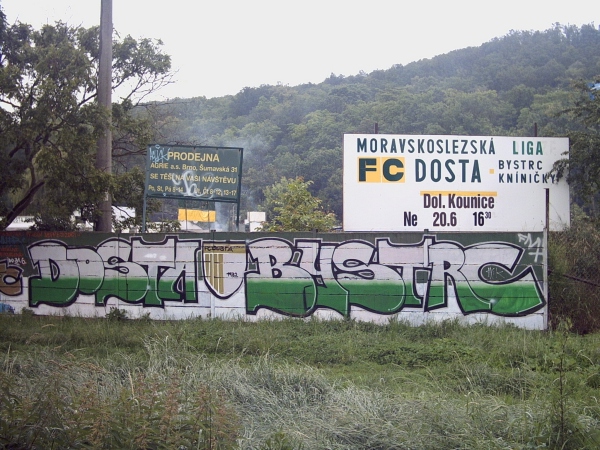 PRODEJNA
AGRIE a.s. Brno, Šumavská 31
SE TĚŠÍ NA VAŠI NÁVŠTĚVU
MORAVSKOSLEZSKÁ LIGA
FC DOSTA - BYSTRC
KNÍNIČKY
Dol. Kounice
Ne 20.6 16³⁰
DOSTA BYSTRC